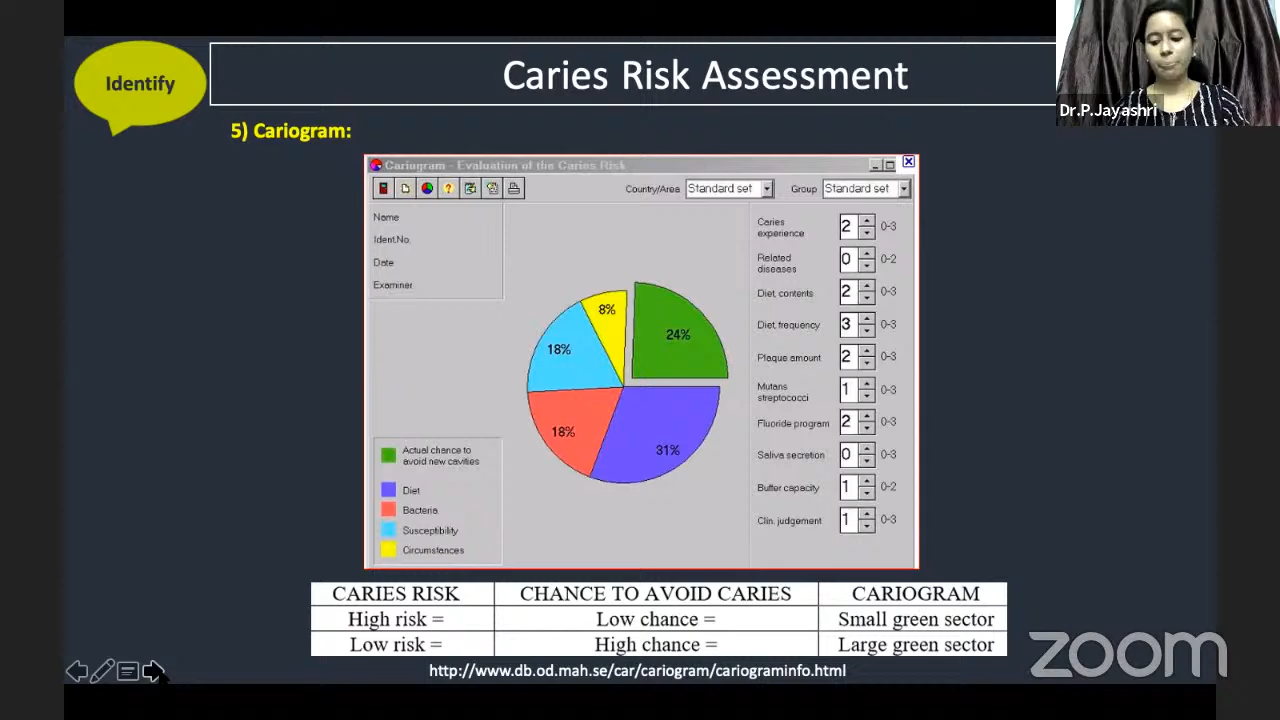 Identify
Caries Risk Assessment
Dr.P.Jayashri
5) Cariogram:
Cariogram - Evaluation of the Caries Risk
Country/Area Standard set Group Standard set
Name
Ident.No.
Date
Examiner
Caries experience 2 0-3
Related diseases 0 0-2
Diet, contents 2 0-3
Diet, frequency 3 0-3
Plaque amount 2 0-3
Mutans streptococci 1 0-3
Fluoride program 2 0-3
Saliva secretion 0 0-3
Buffer capacity 1 0-2
Clin. judgement 1 0-3
8%
24%
18%
18%
31%
Actual chance to
avoid new cavities
Diet
Bacteria
Susceptibility
Circumstances
CARIES RISK CHANCE TO AVOID CARIES CARIOGRAM
High risk = Low chance = Small green sector
Low risk = High chance = Large green sector
http://www.db.od.mah.se/car/cariogram/cariograminfo.html
zoom